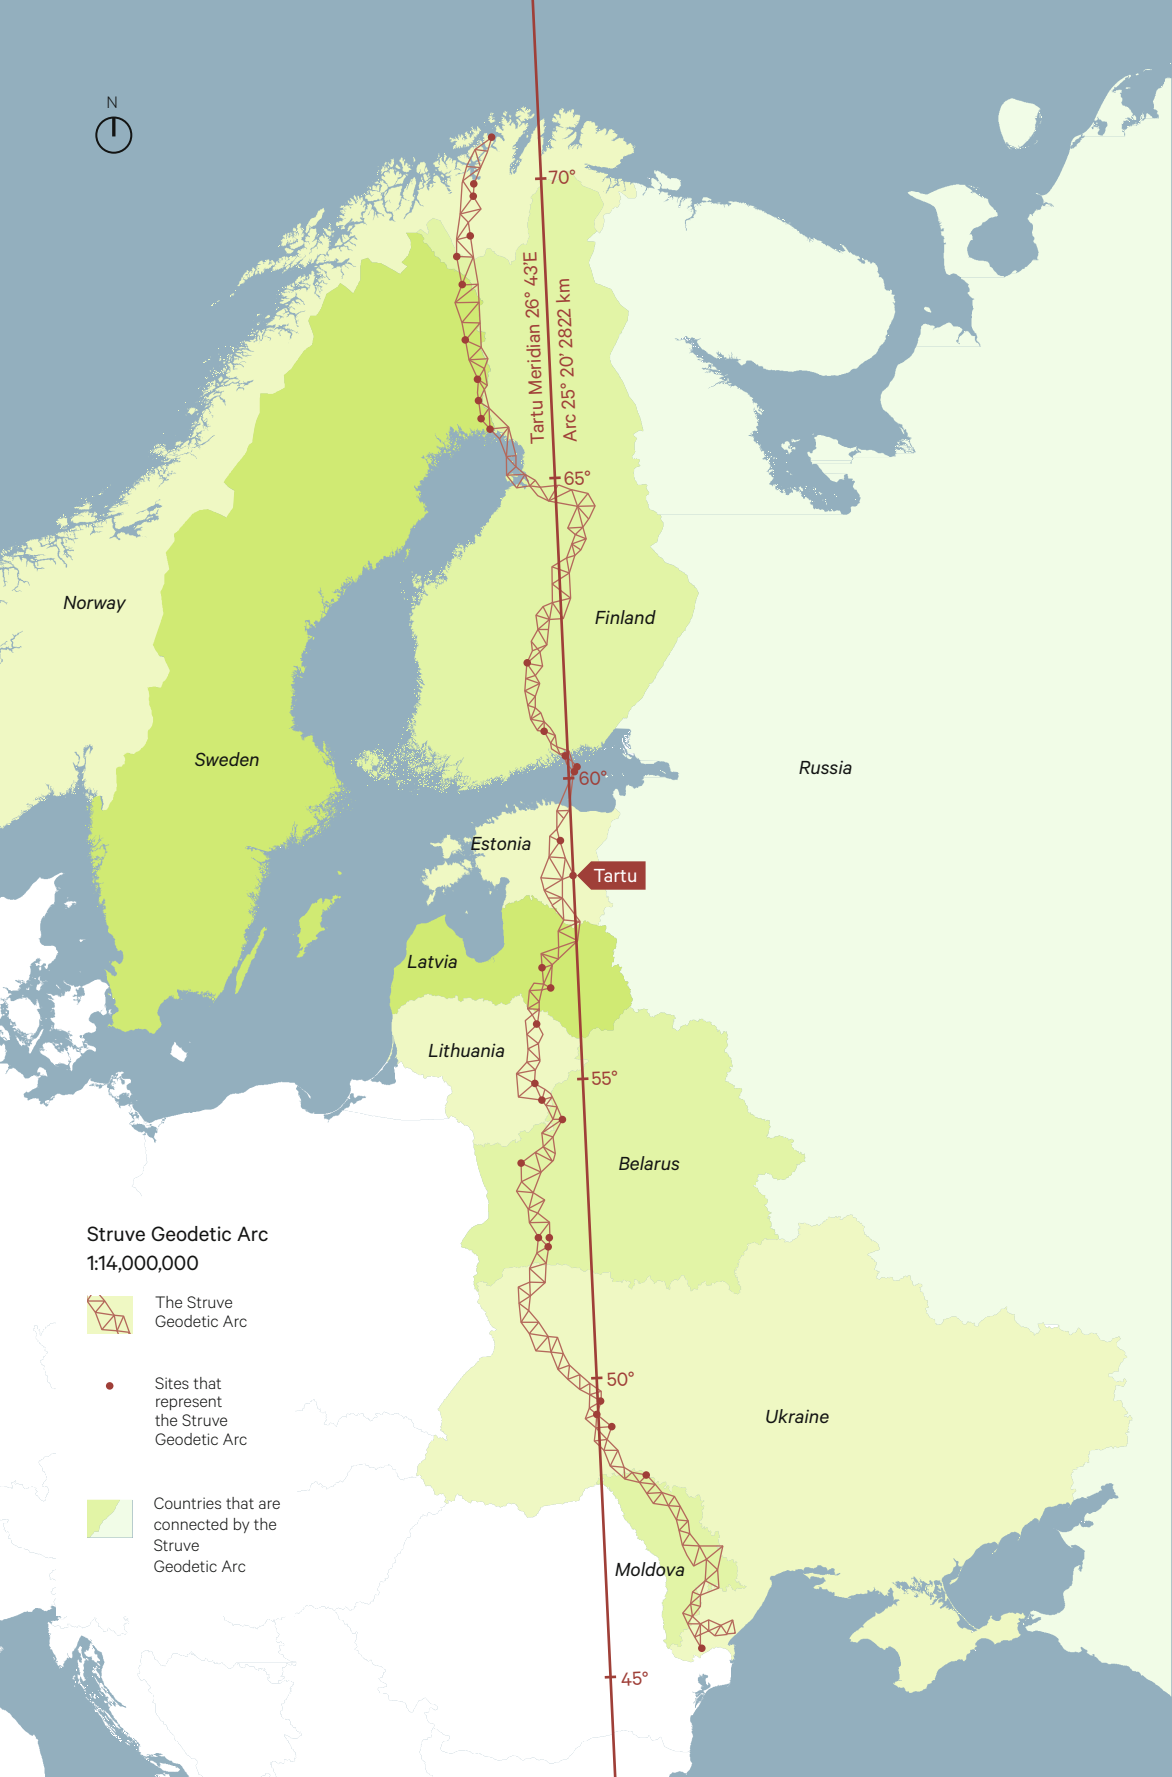 N
70°
Tartu Meridian 26° 43'E
Arc 25° 20' 2822 km
65°
Norway
Finland
Sweden
Russia
60°
Estonia
Tartu
Latvia
Lithuania
55°
Belarus
Struve Geodetic Arc
1:14,000,000
The Struve
Geodetic Arc
Sites that
represent
the Struve
Geodetic Arc
Countries that are
connected by the
Struve
Geodetic Arc
50°
Ukraine
Moldova
45°